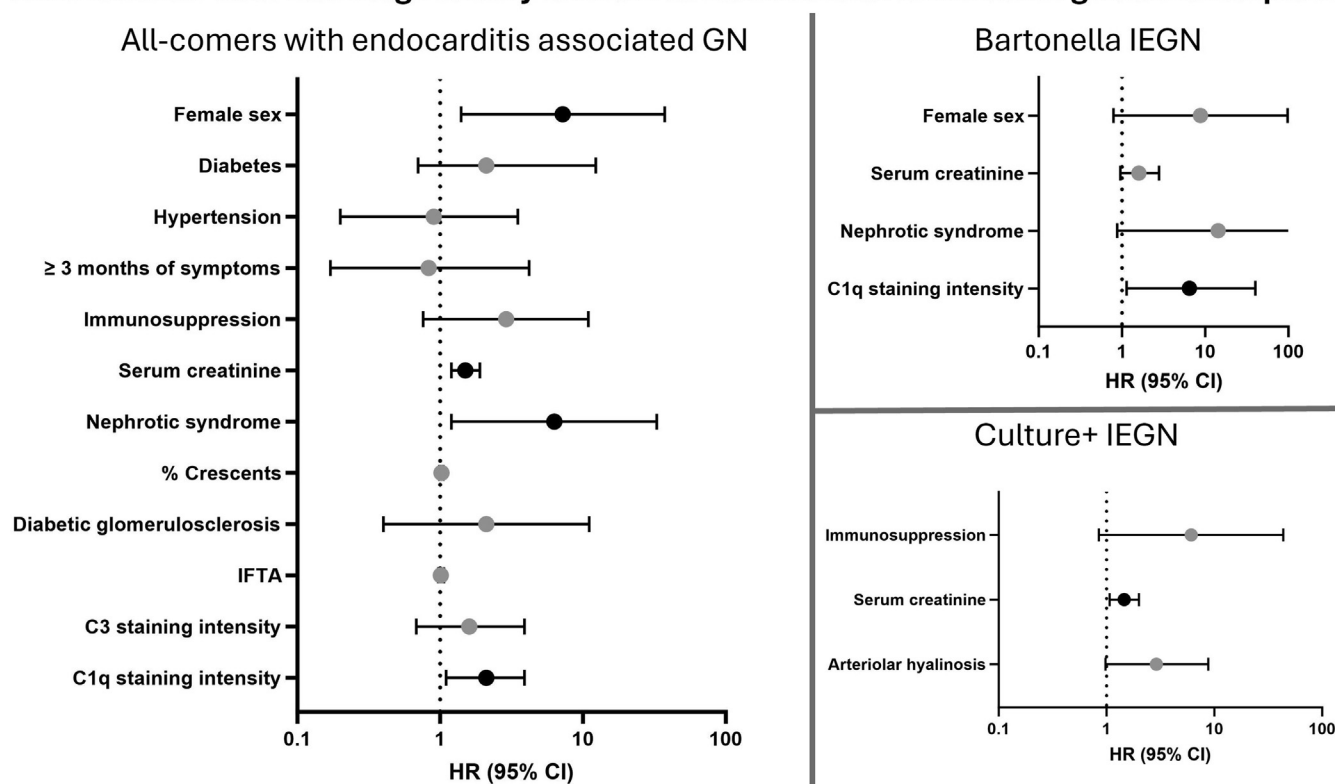 All-comers with endocarditis associated GN
Female sex
Diabetes
Hypertension
≥ 3 months of symptoms
Immunosuppression
Serum creatinine
Nephrotic syndrome
% Crescents
Diabetic glomerulosclerosis
IFTA
C3 staining intensity
C1q staining intensity
0.1 1 10 100
HR (95% CI)
Bartonella IEGN
Female sex
Serum creatinine
Nephrotic syndrome
C1q staining intensity
0.1 1 10 100
HR (95% CI)
Culture+ IEGN
Immunosuppression
Serum creatinine
Arteriolar hyalinosis
0.1 1 10 100
HR (95% CI)